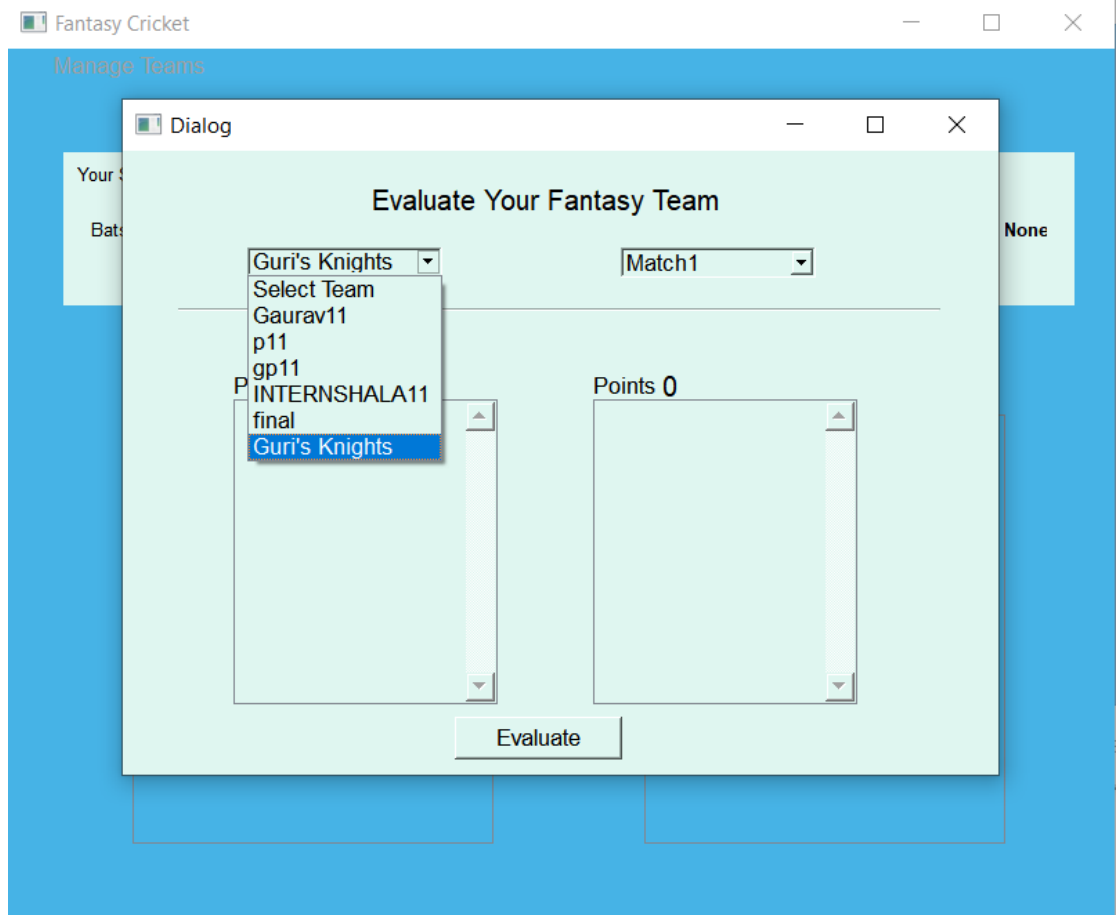 Fantasy Cricket
Manage Teams
Dialog
Your
Evaluate Your Fantasy Team
None
Guri's Knights
Match1
Select Team
Gaurav11
p11
gp11
INTERNSHALA11
final
Guri's Knights
Points 0
Evaluate